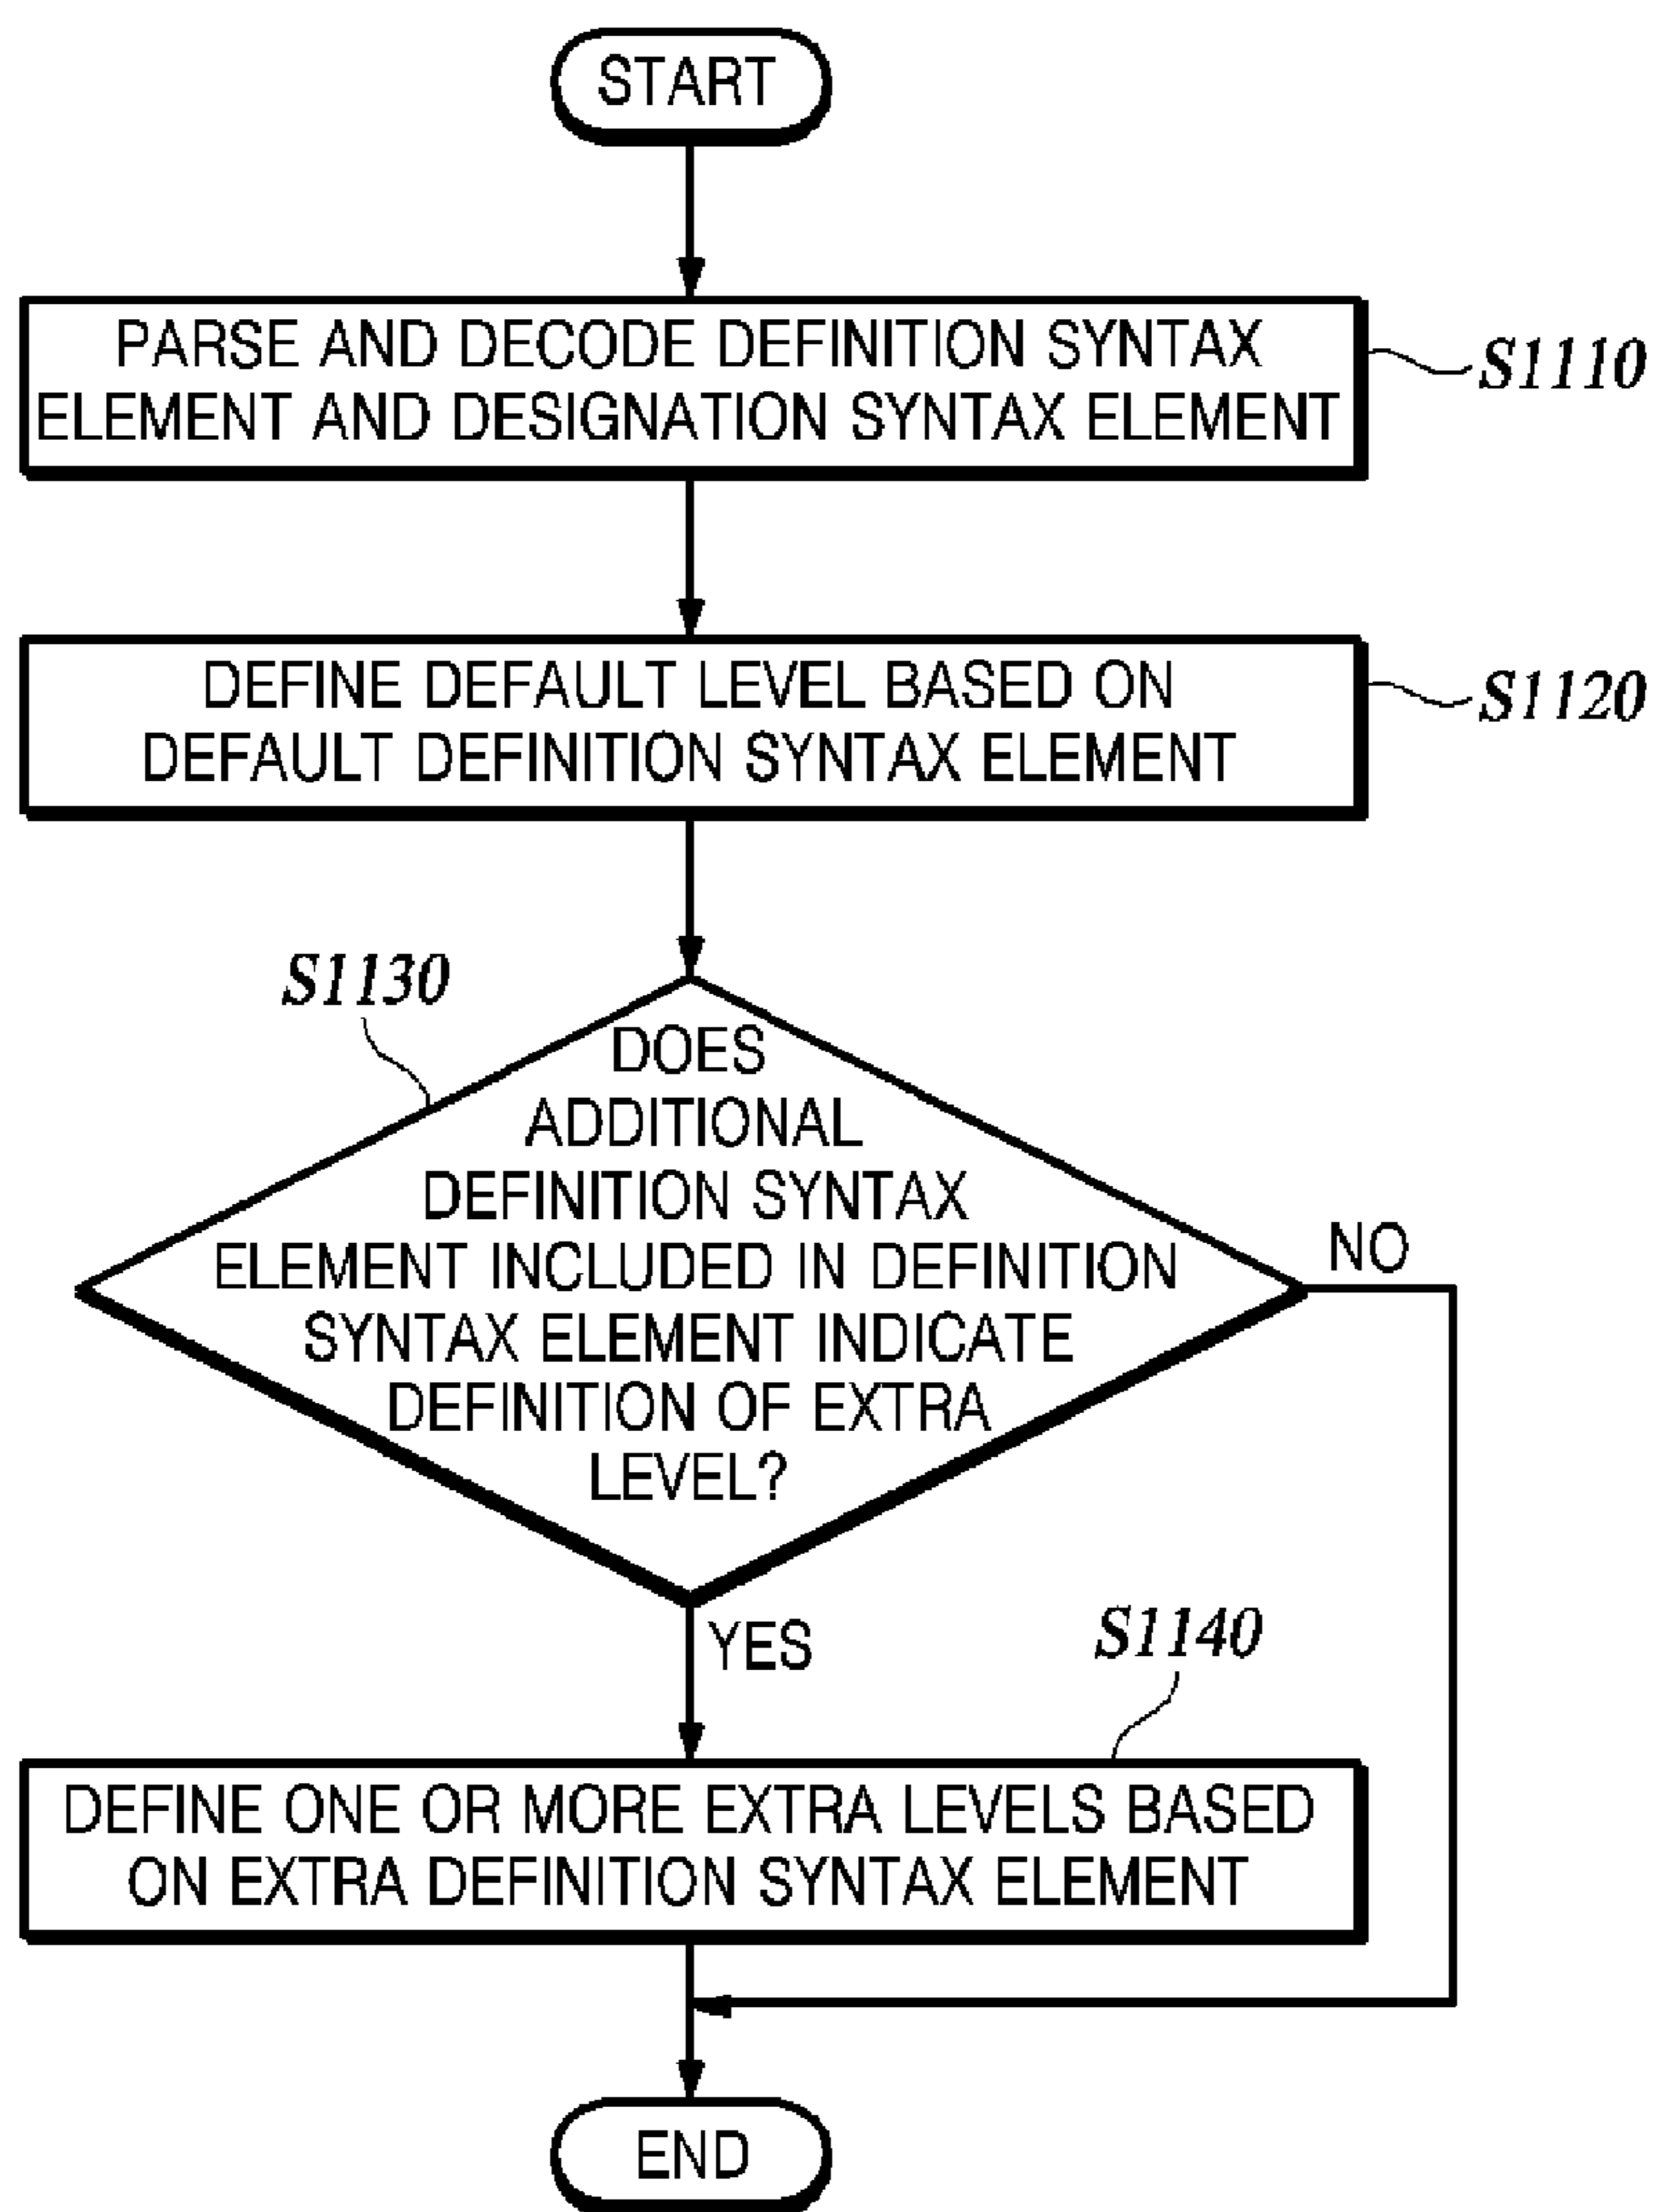 START
PARSE AND DECODE DEFINITION SYNTAX
ELEMENT AND DESIGNATION SYNTAX ELEMENT
S1110
DEFINE DEFAULT LEVEL BASED ON
DEFAULT DEFINITION SYNTAX ELEMENT
S1120
S1130
DOES
ADDITIONAL
DEFINITION SYNTAX
ELEMENT INCLUDED IN DEFINITION
SYNTAX ELEMENT INDICATE
DEFINITION OF EXTRA
LEVEL?
NO
YES
S1140
DEFINE ONE OR MORE EXTRA LEVELS BASED
ON EXTRA DEFINITION SYNTAX ELEMENT
END